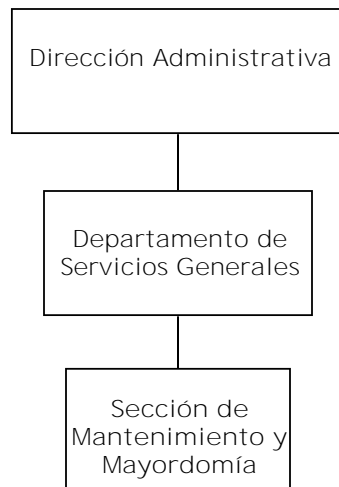 Dirección Administrativa
Departamento de
Servicios Generales
Sección de
Mantenimiento y
Mayordomía